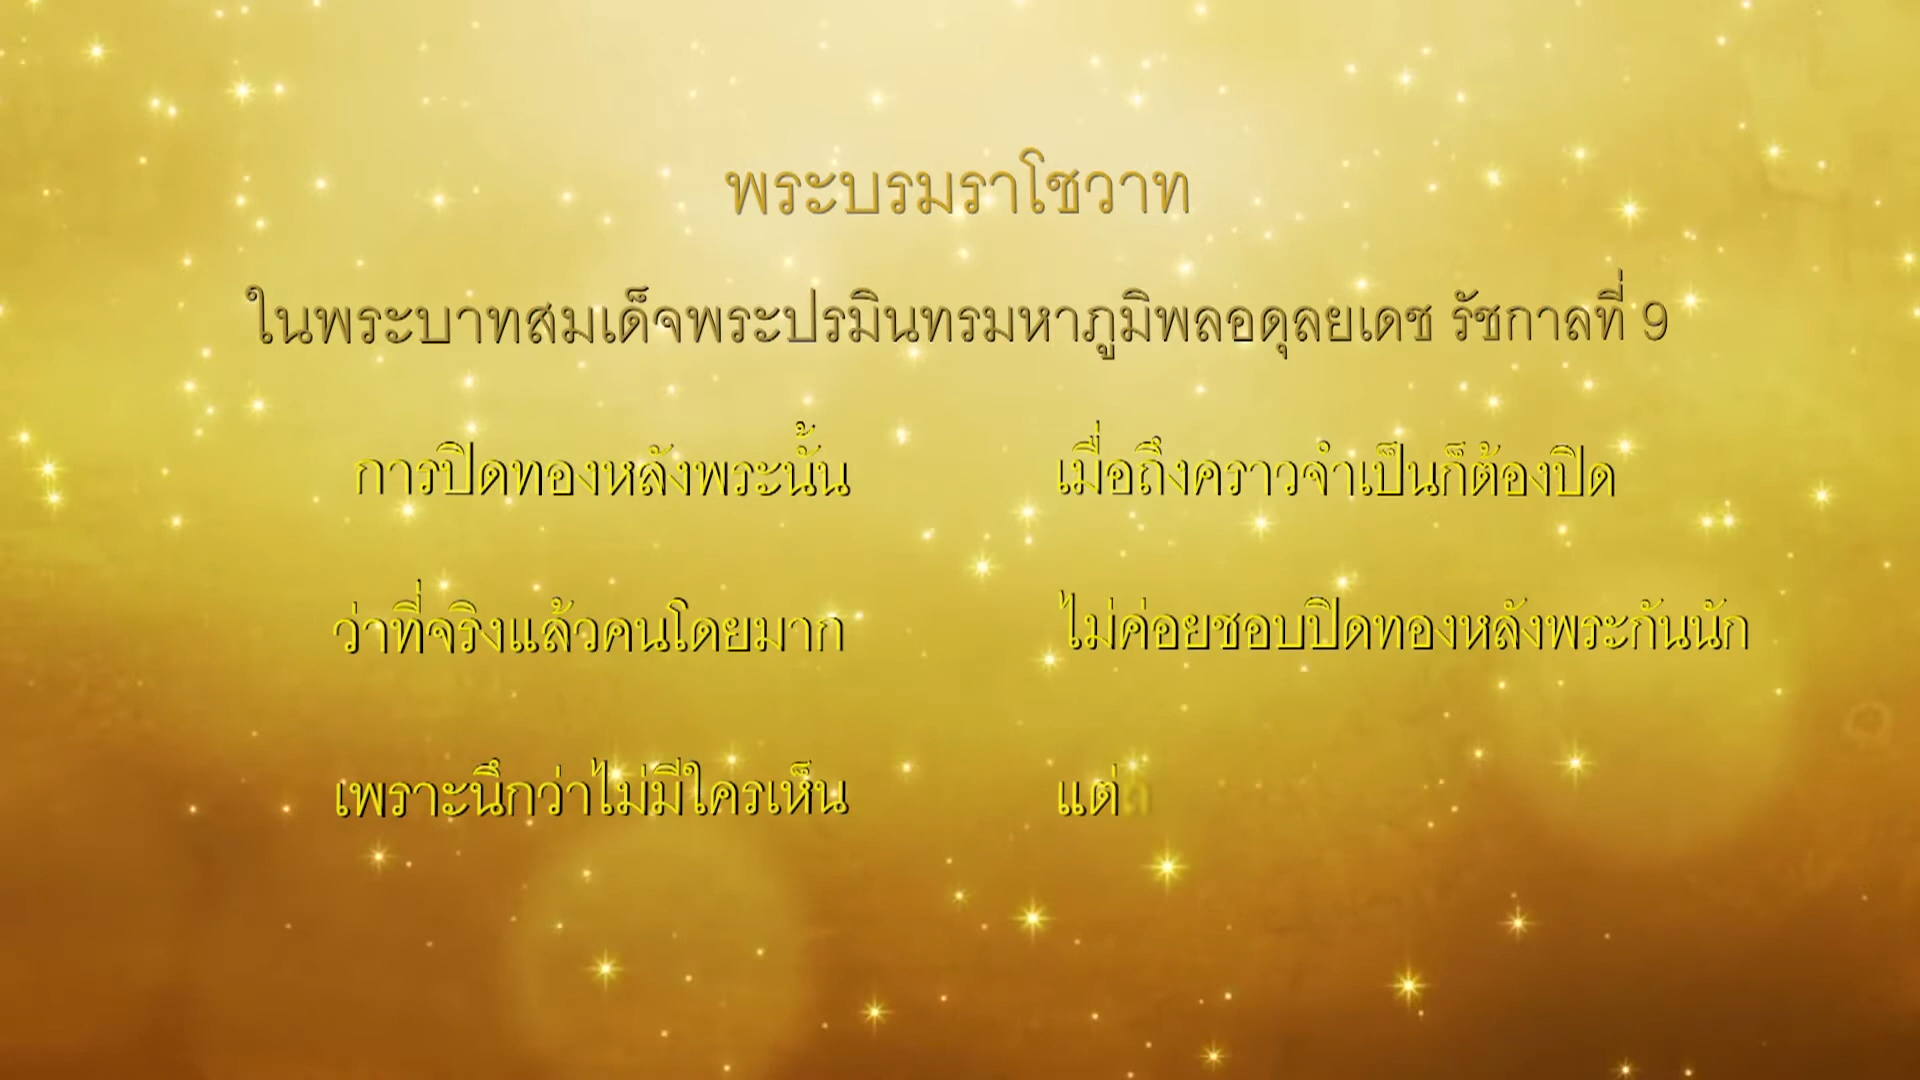 พระบรมราโชวาท
ในพระบาทสมเด็จพระปรมินทรมหาภูมิพลอดุลยเดช รัชกาลที่ 9
การปิดทองหลังพระนั้น เมื่อถึงคราวจำเป็นก็ต้องปิด
ว่าที่จริงแล้วคนโดยมาก ไม่ค่อยชอบปิดทองหลังพระกันนัก
เพราะนึกว่าไม่มีใครเห็น แต่